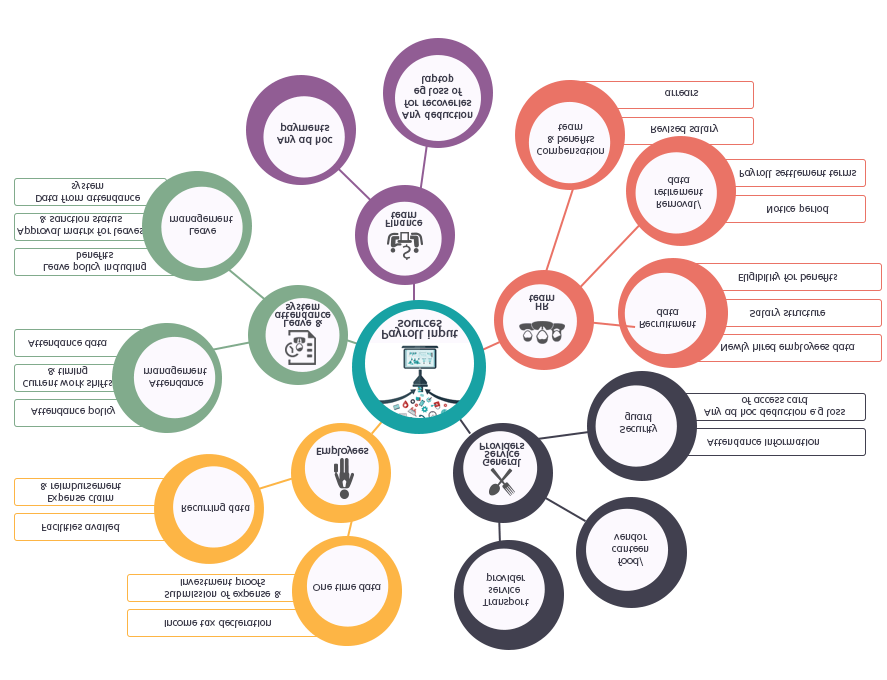 Payroll input
sources
Finance
team
Any ad hoc
payments
Any deduction
for recoveries
eg loss of
laptop
HR
team
Compensation
& benefits
team
Revised salary
arrears
Removal/
retirement
data
Notice period
Payroll settlement terms
Recruitment
data
Newly hired employees data
Salary structure
Eligibility for benefits
General
Service
Providers
Security
guard
Attendance information
Any ad hoc deduction e.g loss
of access card
food/
canteen
vendor
Transport
service
provider
Employees
One time data
Income tax decleration
Submission of expense &
investment proofs
Recurring data
Facilities availed
Expense claim
& reimbursement
Leave &
attendance
system
Attendance
management
Attendance policy
Current work shifts
& timing
Attendance data
Leave
management
Leave policy including
benefits
Approval matrix for leaves
& sanction status
Data from attendance
system